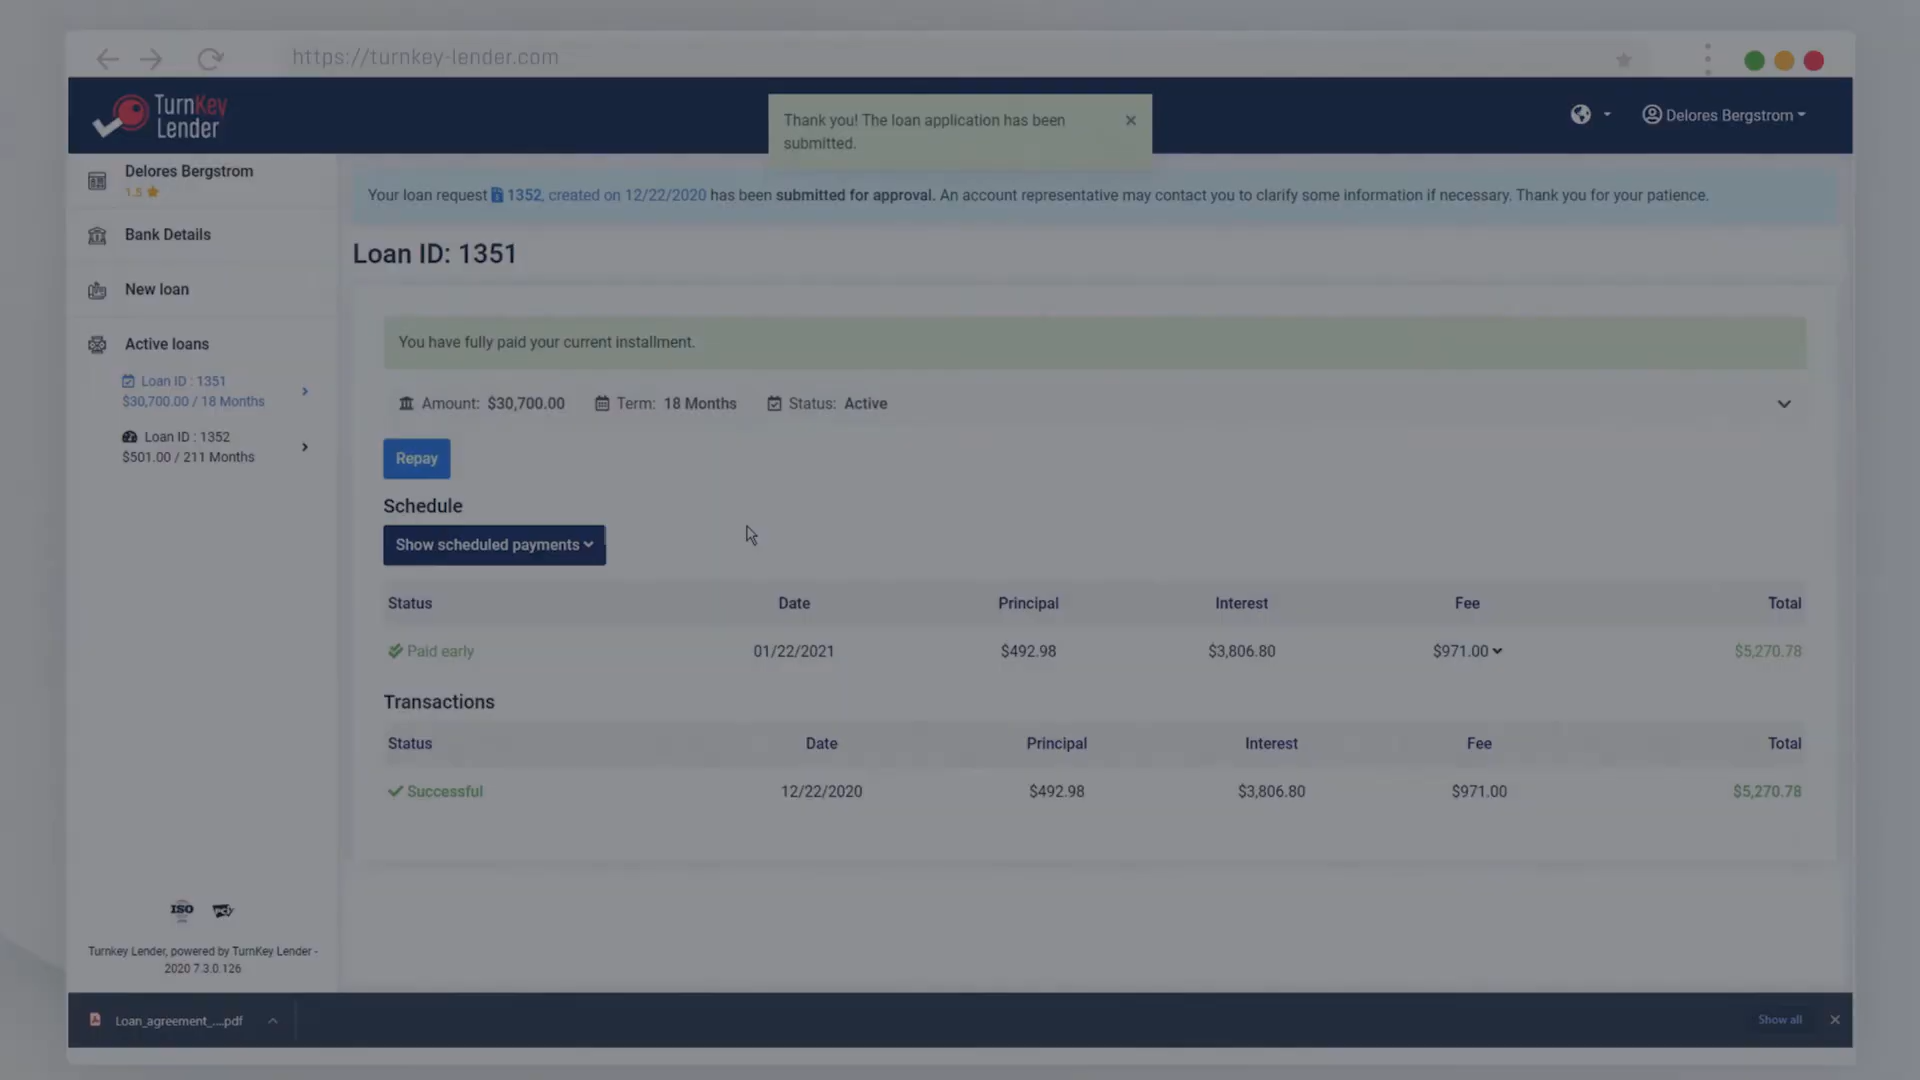 https://turnkey-lender.com
TurnKey
Lender
Thank you! The loan application has been
submitted.
Delores Bergstrom
Delores Bergstrom
1.5
Your loan request 1352, created on 12/22/2020 has been submitted for approval. An account representative may contact you to clarify some information if necessary. Thank you for your patience.
Bank Details
Loan ID: 1351
New loan
You have fully paid your current installment.
Active loans
Loan ID : 1351
$30,700.00 / 18 Months
Amount: $30,700.00 Term: 18 Months Status: Active
Loan ID : 1352
$501.00 / 211 Months
Repay
Schedule
Show scheduled payments
Status Date Principal Interest Fee Total
Paid early 01/22/2021 $492.98 $3,806.80 $971.00 $5,270.78
Transactions
Status Date Principal Interest Fee Total
Successful 12/22/2020 $492.98 $3,806.80 $971.00 $5,270.78
ISO
Turnkey Lender, powered by TurnKey Lender -
2020 7.3.0.126
Loan_agreement_....pdf
Show all